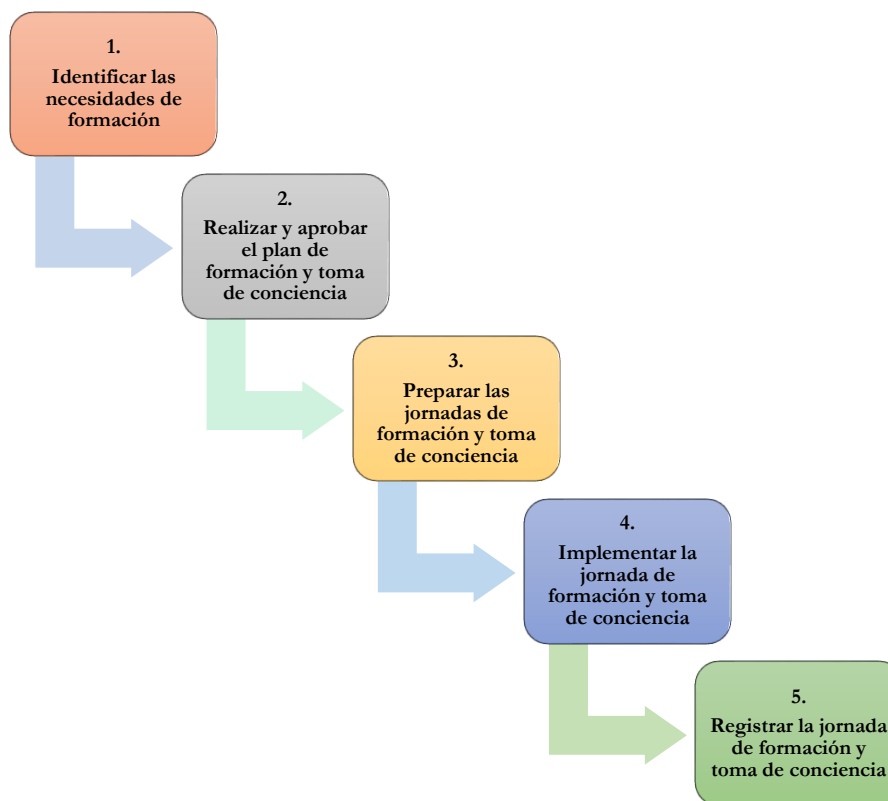 1.
Identificar las
necesidades de
formación
2.
Realizar y aprobar
el plan de
formación y toma
de conciencia
3.
Preparar las
jornadas de
formación y toma
de conciencia
4.
Implementar la
jornada de
formación y toma
de conciencia
5.
Registrar la jornada
de formación y
toma de conciencia